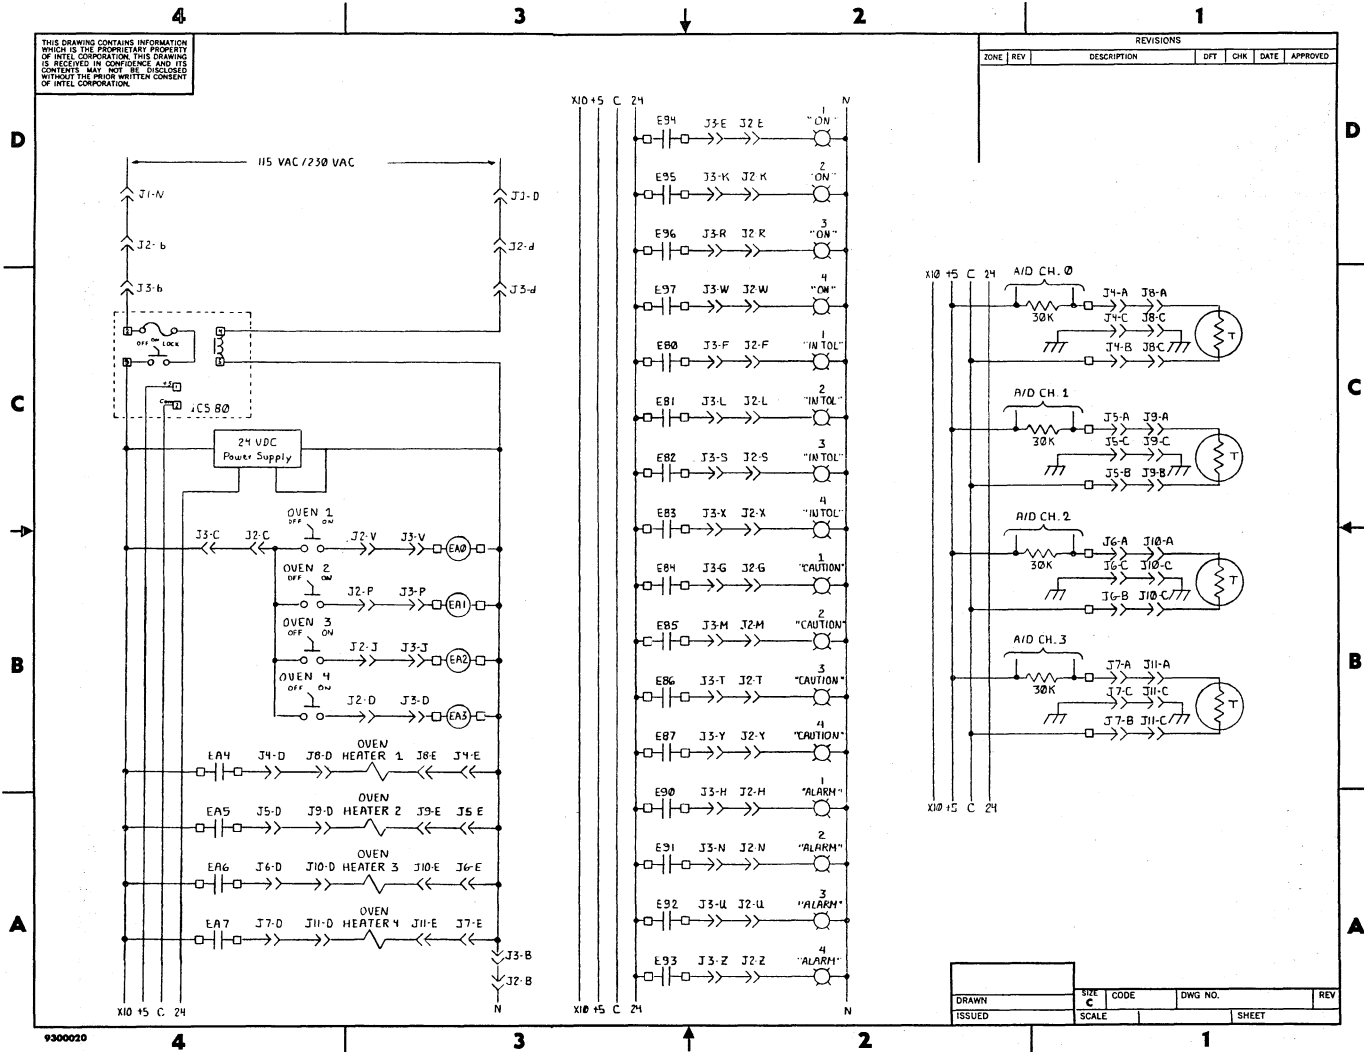 4 3 2 1
THIS DRAWING CONTAINS INFORMATION
WHICH IS THE PROPRIETARY PROPERTY
OF INTEL CORPORATION. THIS DRAWING
IS RECEIVED IN CONFIDENCE AND ITS
CONTENTS MAY NOT BE DISCLOSED
WITHOUT THE PRIOR WRITTEN CONSENT
OF INTEL CORPORATION.
REVISIONS
ZONE REV DESCRIPTION DFT CHK DATE APPROVED
D D
C C
B B
A A
115 VAC/230 VAC
J1-N J1-D
J2-b J2-d
J3-b J3-d
OFF ON LOCK
+5 1
Com 2
iCS 80
24 VDC
Power Supply
OVEN 1
OFF ON
J3-C J2-C J2-V J3-V EA0
OVEN 2
OFF ON
J2-P J3-P EA1
OVEN 3
OFF ON
J2-J J3-J EA2
OVEN 4
OFF ON
J2-D J3-D EA3
EA4 J4-D J8-D OVEN HEATER 1 J8-E J4-E
EA5 J5-D J9-D OVEN HEATER 2 J9-E J5 E
EA6 J6-D J10-D OVEN HEATER 3 J10-E J6-E
EA7 J7-D J11-D OVEN HEATER 4 J11-E J7-E
J3-B
J2-B
X10 +5 C 24 N
X10 +5 C 24 N
E94 J3-E J2 E 1 "ON"
E95 J3-K J2-K 2 "ON"
E96 J3-R J2 R 3 "ON"
E97 J3-W J2-W 4 "ON"
E80 J3-F J2-F 1 "IN TOL"
E81 J3-L J2-L 2 "IN TOL"
E82 J3-S J2-S 3 "IN TOL"
E83 J3-X J2-X 4 "IN TOL"
E84 J3-G J2-G 1 "CAUTION"
E85 J3-M J2-M 2 "CAUTION"
E86 J3-T J2-T 3 "CAUTION"
E87 J3-Y J2-Y 4 "CAUTION"
E90 J3-H J2-H 1 "ALARM"
E91 J3-N J2-N 2 "ALARM"
E92 J3-U J2-U 3 "ALARM"
E93 J3-Z J2-Z 4 "ALARM"
X10 +5 C 24 N
X10 +5 C 24
A/D CH. 0
30K
J4-A J8-A
J4-C J8-C
J4-B J8-C
T
A/D CH. 1
30K
J5-A J9-A
J5-C J9-C
J5-B J9-B
T
A/D CH. 2
30K
J6-A J10-A
J6-C J10-C
J6-B J10-C
T
A/D CH. 3
30K
J7-A J11-A
J7-C J11-C
J7-B J11-C
T
X10 +5 C 24
DRAWN
ISSUED
SIZE C CODE DWG NO. REV
SCALE SHEET
9300020
4 3 2 1